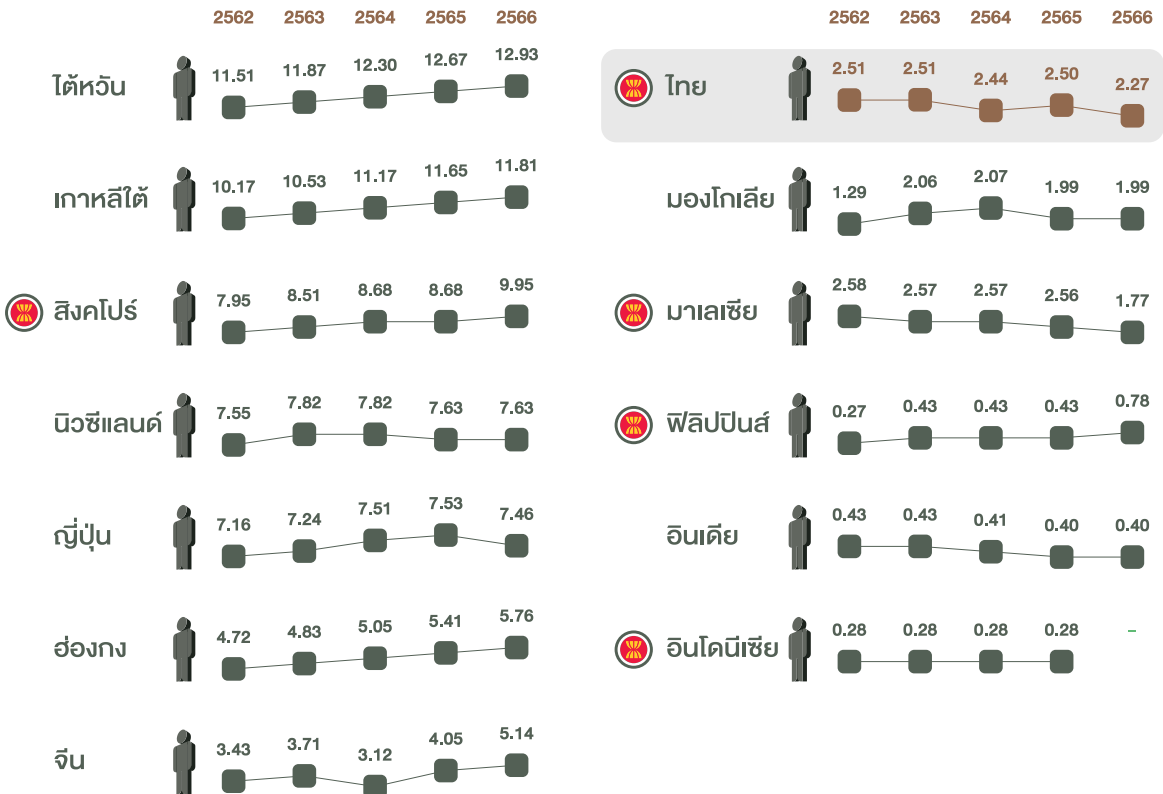 2562 2563 2564 2565 2566
ไต้หวัน 11.51 11.87 12.30 12.67 12.93
เกาหลีใต้ 10.17 10.53 11.17 11.65 11.81
สิงคโปร์ 7.95 8.51 8.68 8.68 9.95
นิวซีแลนด์ 7.55 7.82 7.82 7.63 7.63
ญี่ปุ่น 7.16 7.24 7.51 7.53 7.46
ฮ่องกง 4.72 4.83 5.05 5.41 5.76
จีน 3.43 3.71 3.12 4.05 5.14
2562 2563 2564 2565 2566
ไทย 2.51 2.51 2.44 2.50 2.27
มองโกเลีย 1.29 2.06 2.07 1.99 1.99
มาเลเซีย 2.58 2.57 2.57 2.56 1.77
ฟิลิปปินส์ 0.27 0.43 0.43 0.43 0.78
อินเดีย 0.43 0.43 0.41 0.40 0.40
อินโดนีเซีย 0.28 0.28 0.28 0.28 -